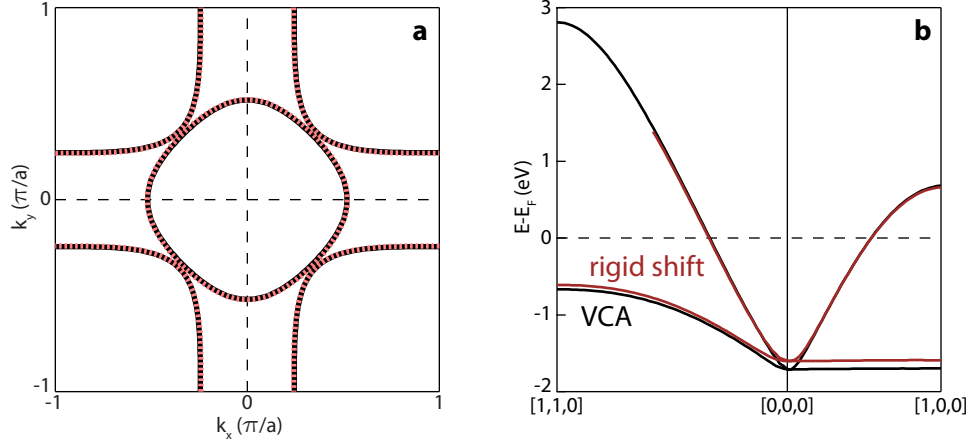 a
1
0
-1
k_y (π/a)
-1
0
1
k_x (π/a)
b
3
2
1
0
-1
-2
E-E_F (eV)
rigid shift
VCA
[1,1,0]
[0,0,0]
[1,0,0]